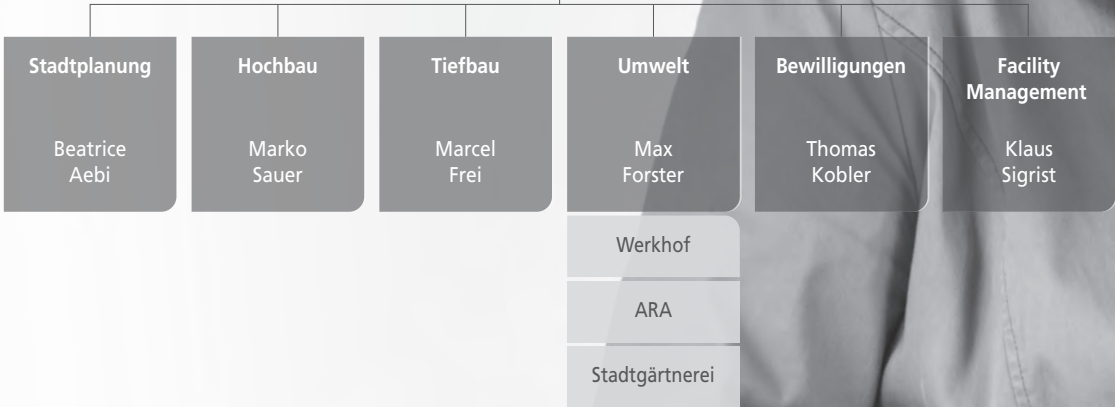 Stadtplanung
Beatrice
Aebi
Hochbau
Marko
Sauer
Tiefbau
Marcel
Frei
Umwelt
Max
Forster
Werkhof
ARA
Stadtgärtnerei
Bewilligungen
Thomas
Kobler
Facility
Management
Klaus
Sigrist